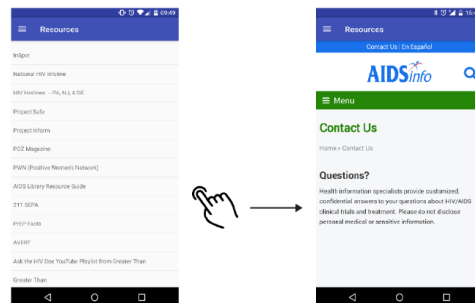 09:49
Resources
InSpot
National HIV Hotline
HIV Hotlines - PA, NJ, & DE
Project Safe
Project Inform
POZ Magazine
PWN (Positive Women's Network)
AIDS Library Resource Guide
211 SEPA
PrEP Facts
AVERT
Ask the HIV Doc YouTube Playlist from Greater Than
Greater Than
Resources
Contact Us | En Español
AIDSinfo
Menu
Contact Us
Home » Contact Us
Questions?
Health information specialists provide customized,
confidential answers to your questions about HIV/AIDS
clinical trials and treatment. Please do not disclose
personal medical or sensitive information.